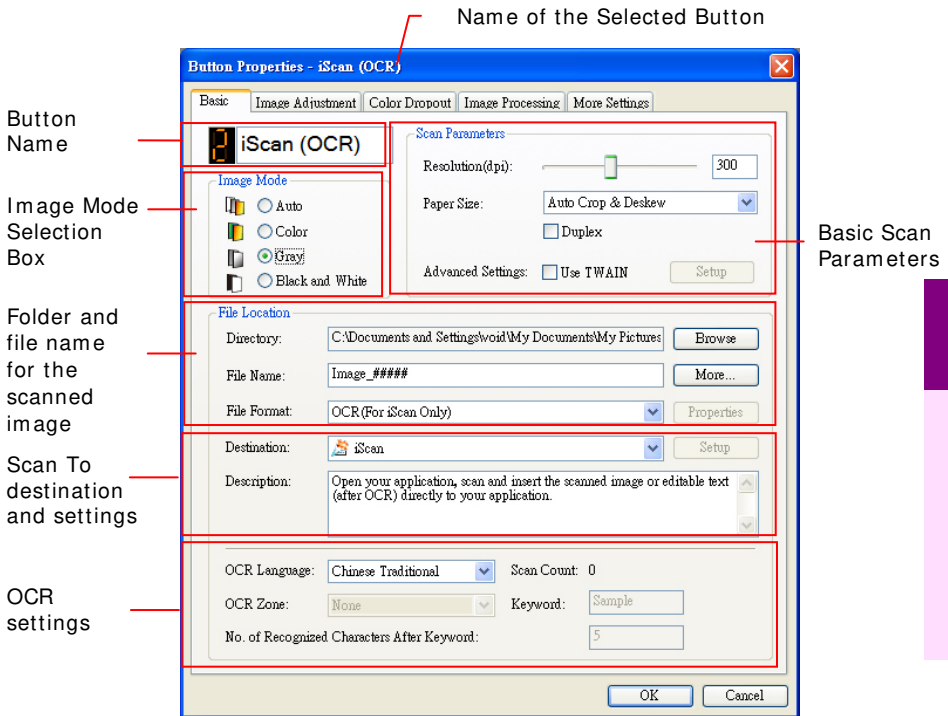 Name of the Selected Button
Button Properties - iScan (OCR)
Basic Image Adjustment Color Dropout Image Processing More Settings
Button
Name
2 iScan (OCR)
Image Mode
Selection
Box
Image Mode
Auto
Color
Gray
Black and White
Scan Parameters
Resolution(dpi): 300
Paper Size: Auto Crop & Deskew
Duplex
Advanced Settings: Use TWAIN Setup
Basic Scan
Parameters
Folder and
file name
for the
scanned
image
File Location
Directory: C:\Documents and Settings\void\My Documents\My Pictures Browse
File Name: Image_##### More...
File Format: OCR(For iScan Only) Properties
Scan To
destination
and settings
Destination: iScan Setup
Description: Open your application, scan and insert the scanned image or editable text
(after OCR) directly to your application.
OCR
settings
OCR Language: Chinese Traditional Scan Count: 0
OCR Zone: None Keyword: Sample
No. of Recognized Characters After Keyword: 5
OK Cancel